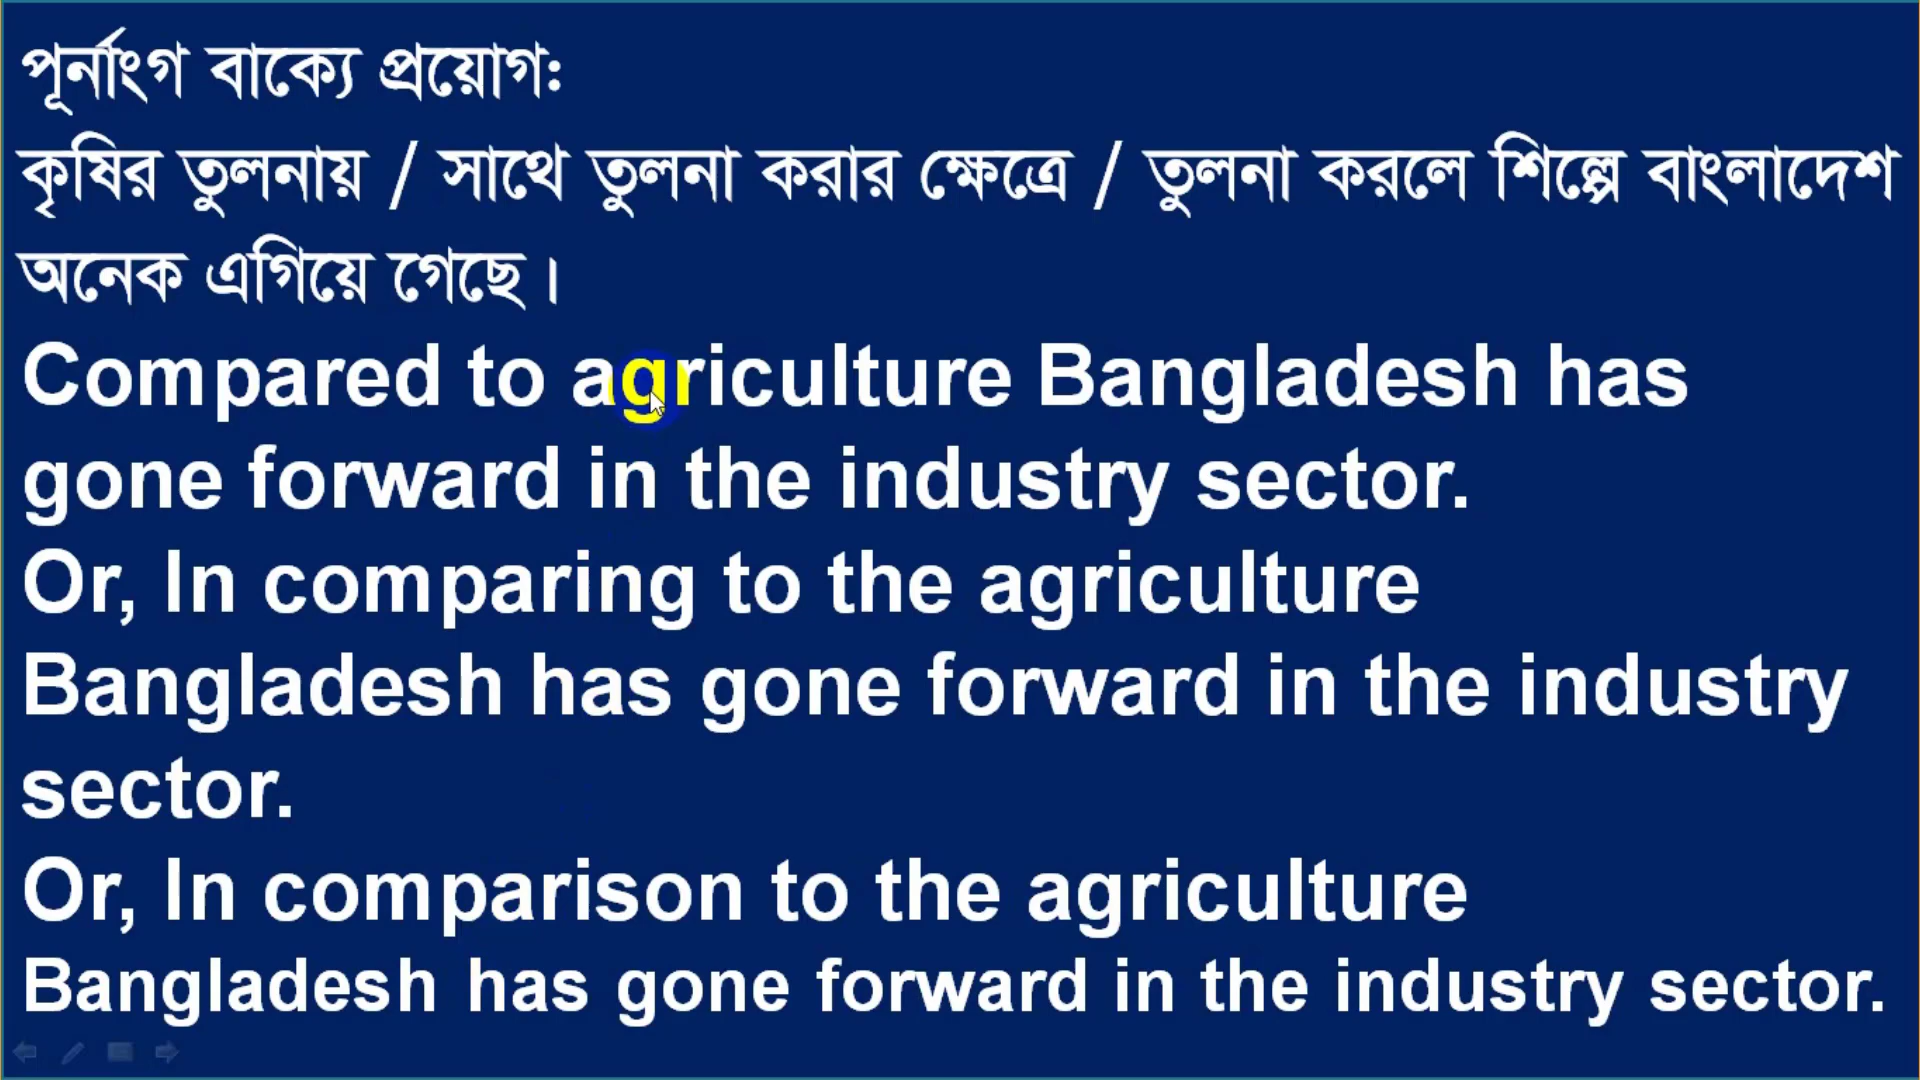 পূর্নাংগ বাক্যে প্রয়োগঃ
কৃষির তুলনায় / সাথে তুলনা করার ক্ষেত্রে / তুলনা করলে শিল্পে বাংলাদেশ
অনেক এগিয়ে গেছে।
Compared to agriculture Bangladesh has
gone forward in the industry sector.
Or, In comparing to the agriculture
Bangladesh has gone forward in the industry
sector.
Or, In comparison to the agriculture
Bangladesh has gone forward in the industry sector.